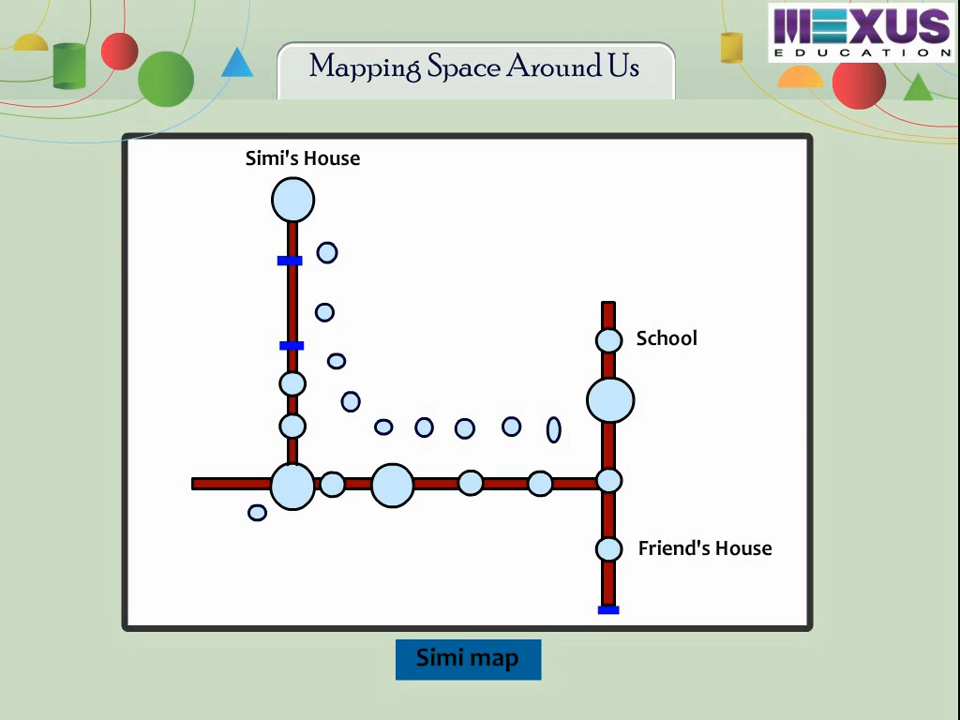 MEXUS
EDUCATION
Mapping Space Around Us
Simi's House
School
Friend's House
Simi map